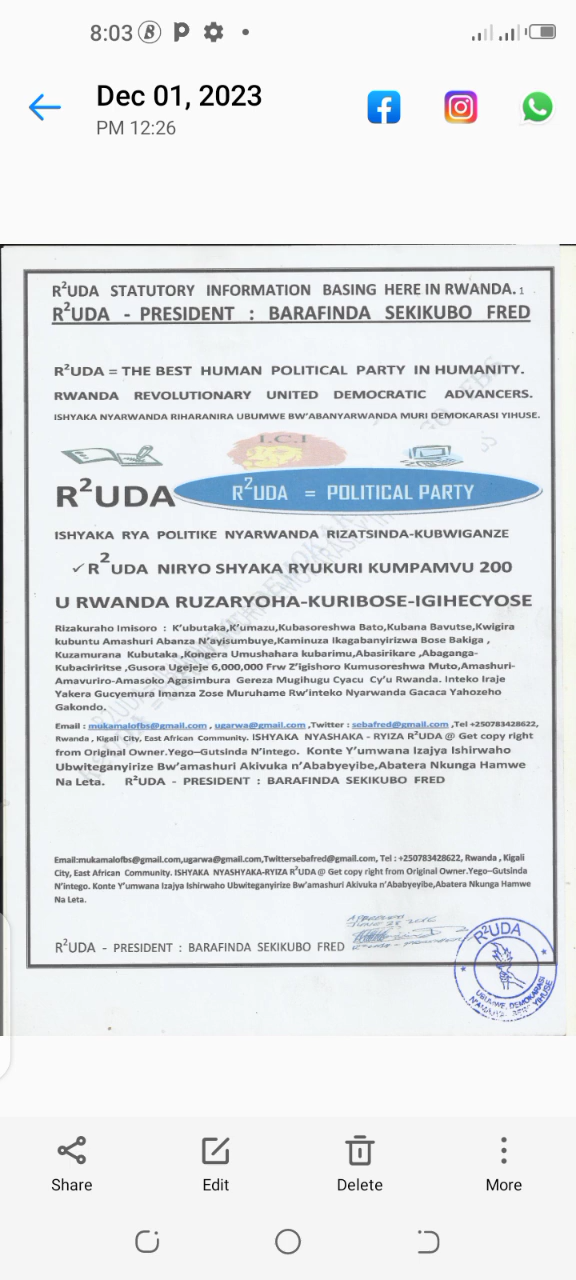 8:03
Dec 01, 2023
PM 12:26
R²UDA STATUTORY INFORMATION BASING HERE IN RWANDA. 1
R²UDA - PRESIDENT : BARAFINDA SEKIKUBO FRED
R²UDA = THE BEST HUMAN POLITICAL PARTY IN HUMANITY.
RWANDA REVOLUTIONARY UNITED DEMOCRATIC ADVANCERS.
ISHYAKA NYARWANDA RIHARANIRA UBUMWE BW'ABANYARWANDA MURI DEMOKARASI YIHUSE.
I.C.I
R²UDA R²UDA = POLITICAL PARTY
ISHYAKA RYA POLITIKE NYARWANDA RIZATSINDA-KUBWIGANZE
✓R²UDA NIRYO SHYAKA RYUKURI KUMPAMVU 200
U RWANDA RUZARYOHA-KURIBOSE-IGIHECYOSE
Rizakuraho Imisoro : K'ubutaka,K'umazu,Kubasoreshwa Bato,Kubana Bavutse,Kwigira
kubuntu Amashuri Abanza N'ayisumbuye,Kaminuza Ikagabanyirizwa Bose Bakiga ,
Kuzamurana Kubutaka ,Kongera Umushahara kubarimu,Abasirikare ,Abaganga-
Kubaciriritse ,Gusora Ugejeje 6,000,000 Frw Z'igishoro Kumusoreshwa Muto,Amashuri-
Amavuriro-Amasoko Agasimbura Gereza Mugihugu Cyacu Cy'u Rwanda. Inteko Iraje
Yakera Gucyemura Imanza Zose Muruhame Rw'inteko Nyarwanda Gacaca Yahozeho
Gakondo.
Email : mukamalofbs@gmail.com , ugarwa@gmail.com ,Twitter : sebafred@gmail.com ,Tel +250783428622,
Rwanda , Kigali City, East African Community. ISHYAKA NYASHAKA - RYIZA R²UDA @ Get copy right
from Original Owner.Yego–Gutsinda N'intego. Konte Y'umwana Izajya Ishirwaho
Ubwiteganyirize Bw'amashuri Akivuka n'Ababyeyibe,Abatera Nkunga Hamwe
Na Leta. R²UDA - PRESIDENT : BARAFINDA SEKIKUBO FRED
Email:mukamalofbs@gmail.com,ugarwa@gmail.com,Twittersebafred@gmail.com, Tel : +250783428622, Rwanda , Kigali
City, East African Community. ISHYAKA NYASHYAKA-RYIZA R²UDA @ Get copy right from Original Owner.Yego–Gutsinda
N'intego. Konte Y'umwana Izajya Ishirwaho Ubwiteganyirize Bw'amashuri Akivuka n'Ababyeyibe,Abatera Nkunga Hamwe
Na Leta.
R²UDA - PRESIDENT : BARAFINDA SEKIKUBO FRED
R²UDA
UBUMWE, DEMOKARASI
YIHUSE
Share Edit Delete More